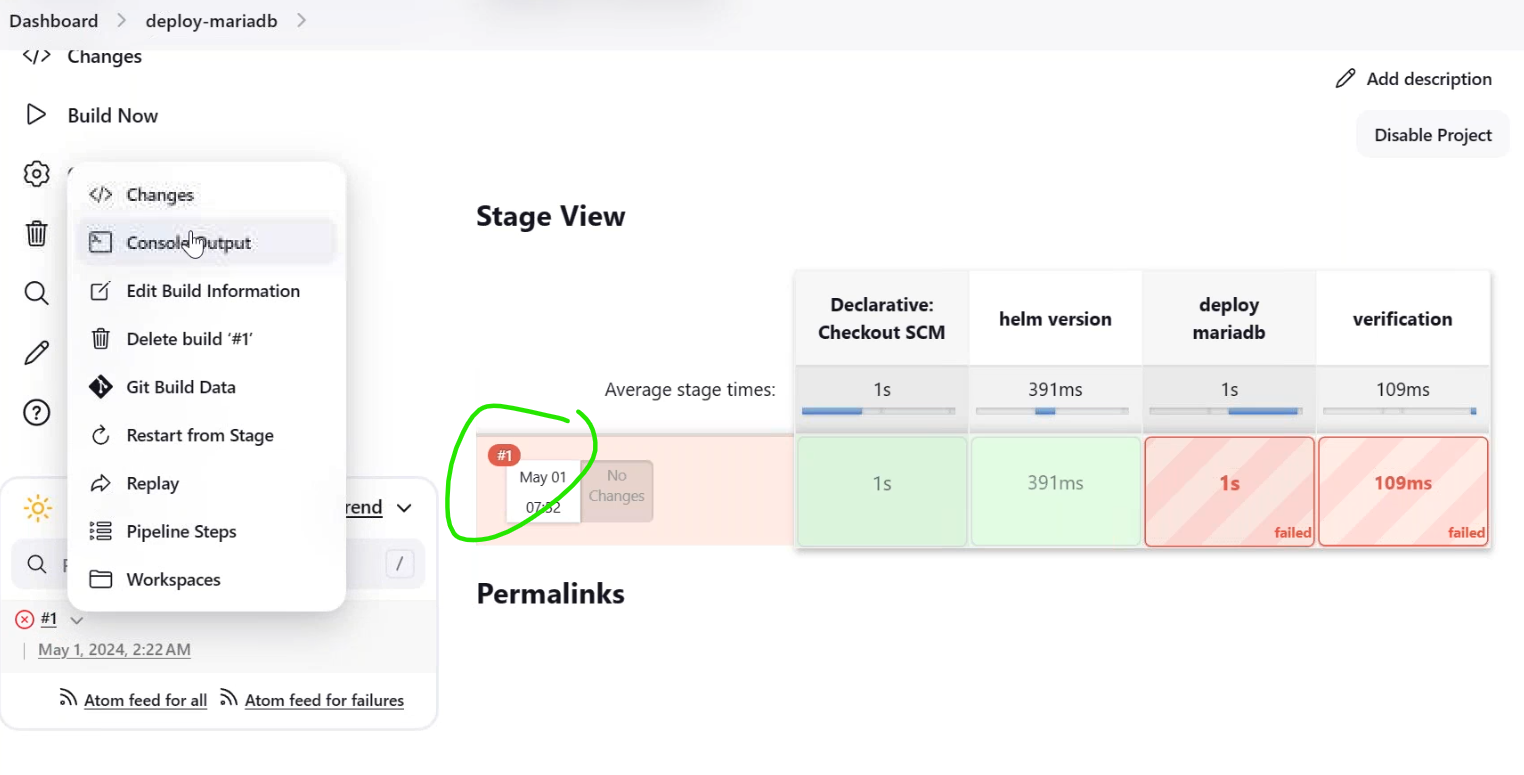 Dashboard > deploy-mariadb >
Changes
Build Now
Add description
Disable Project
Changes
Console Output
Edit Build Information
Delete build ‘#1’
Git Build Data
Restart from Stage
Replay
Pipeline Steps
Workspaces
/
#1
May 1, 2024, 2:22 AM
Atom feed for all Atom feed for failures
Stage View
Declarative:
Checkout SCM
helm version
deploy
mariadb
verification
Average stage times:
1s 391ms 1s 109ms
#1
May 01
07:52
No
Changes
1s 391ms 1s 109ms
failed failed
Permalinks